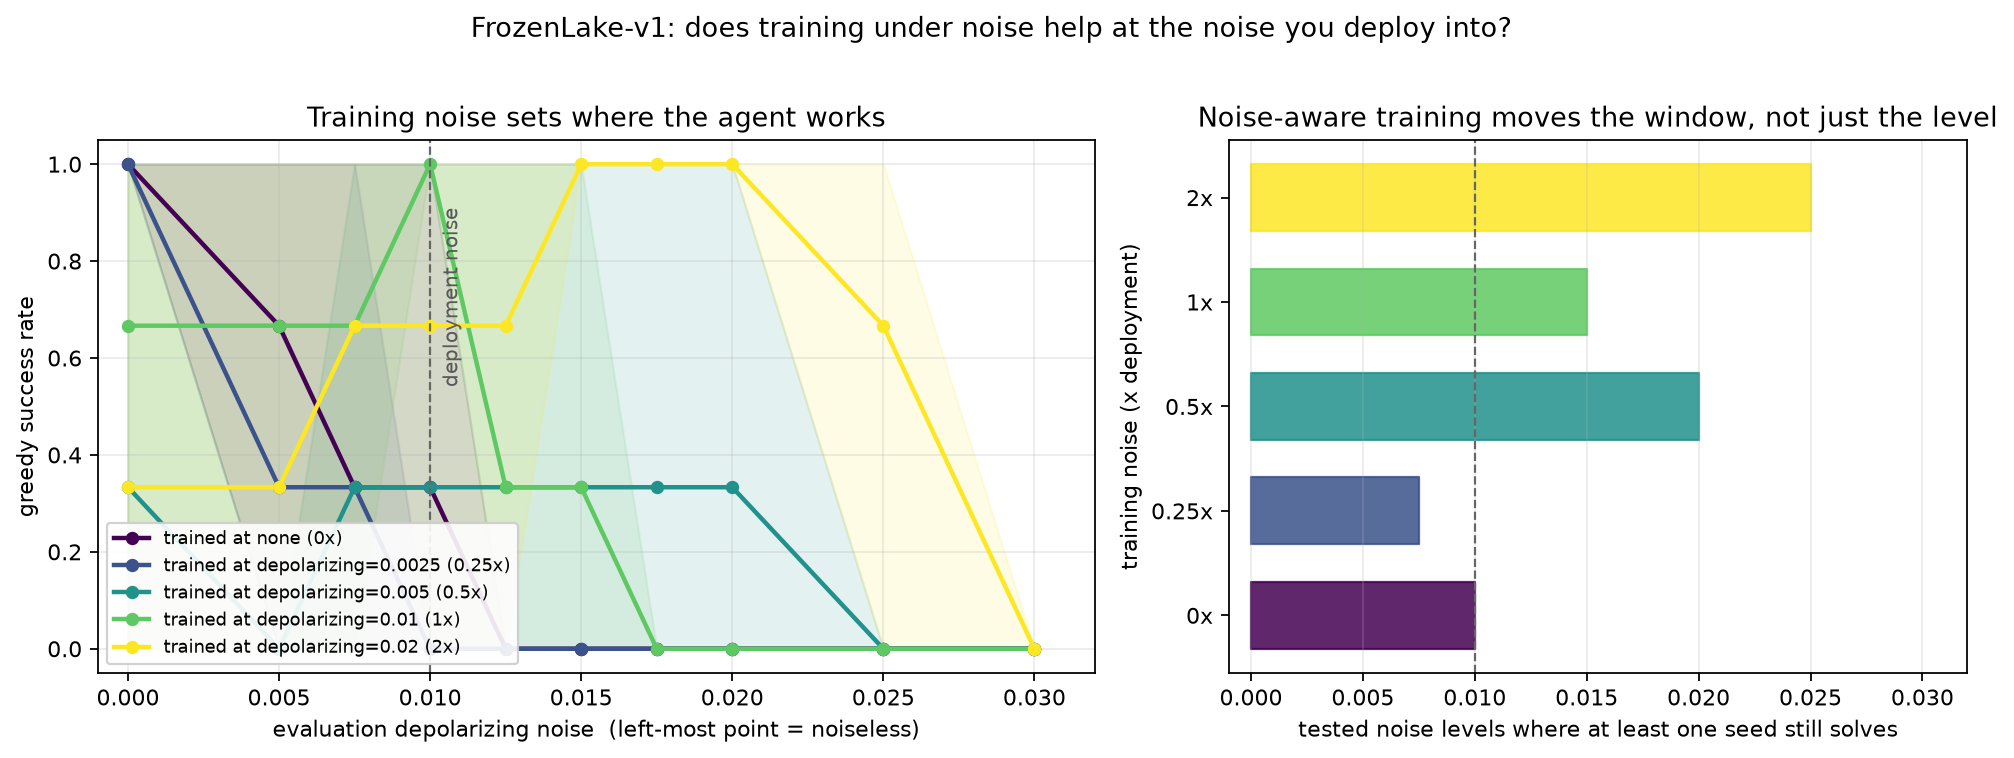 FrozenLake-v1: does training under noise help at the noise you deploy into?
Training noise sets where the agent works
greedy success rate
1.0
0.8
0.6
0.4
0.2
0.0
deployment noise
trained at none (0x)
trained at depolarizing=0.0025 (0.25x)
trained at depolarizing=0.005 (0.5x)
trained at depolarizing=0.01 (1x)
trained at depolarizing=0.02 (2x)
0.000 0.005 0.010 0.015 0.020 0.025 0.030
evaluation depolarizing noise  (left-most point = noiseless)
Noise-aware training moves the window, not just the level
training noise (x deployment)
2x
1x
0.5x
0.25x
0x
0.000 0.005 0.010 0.015 0.020 0.025 0.030
tested noise levels where at least one seed still solves